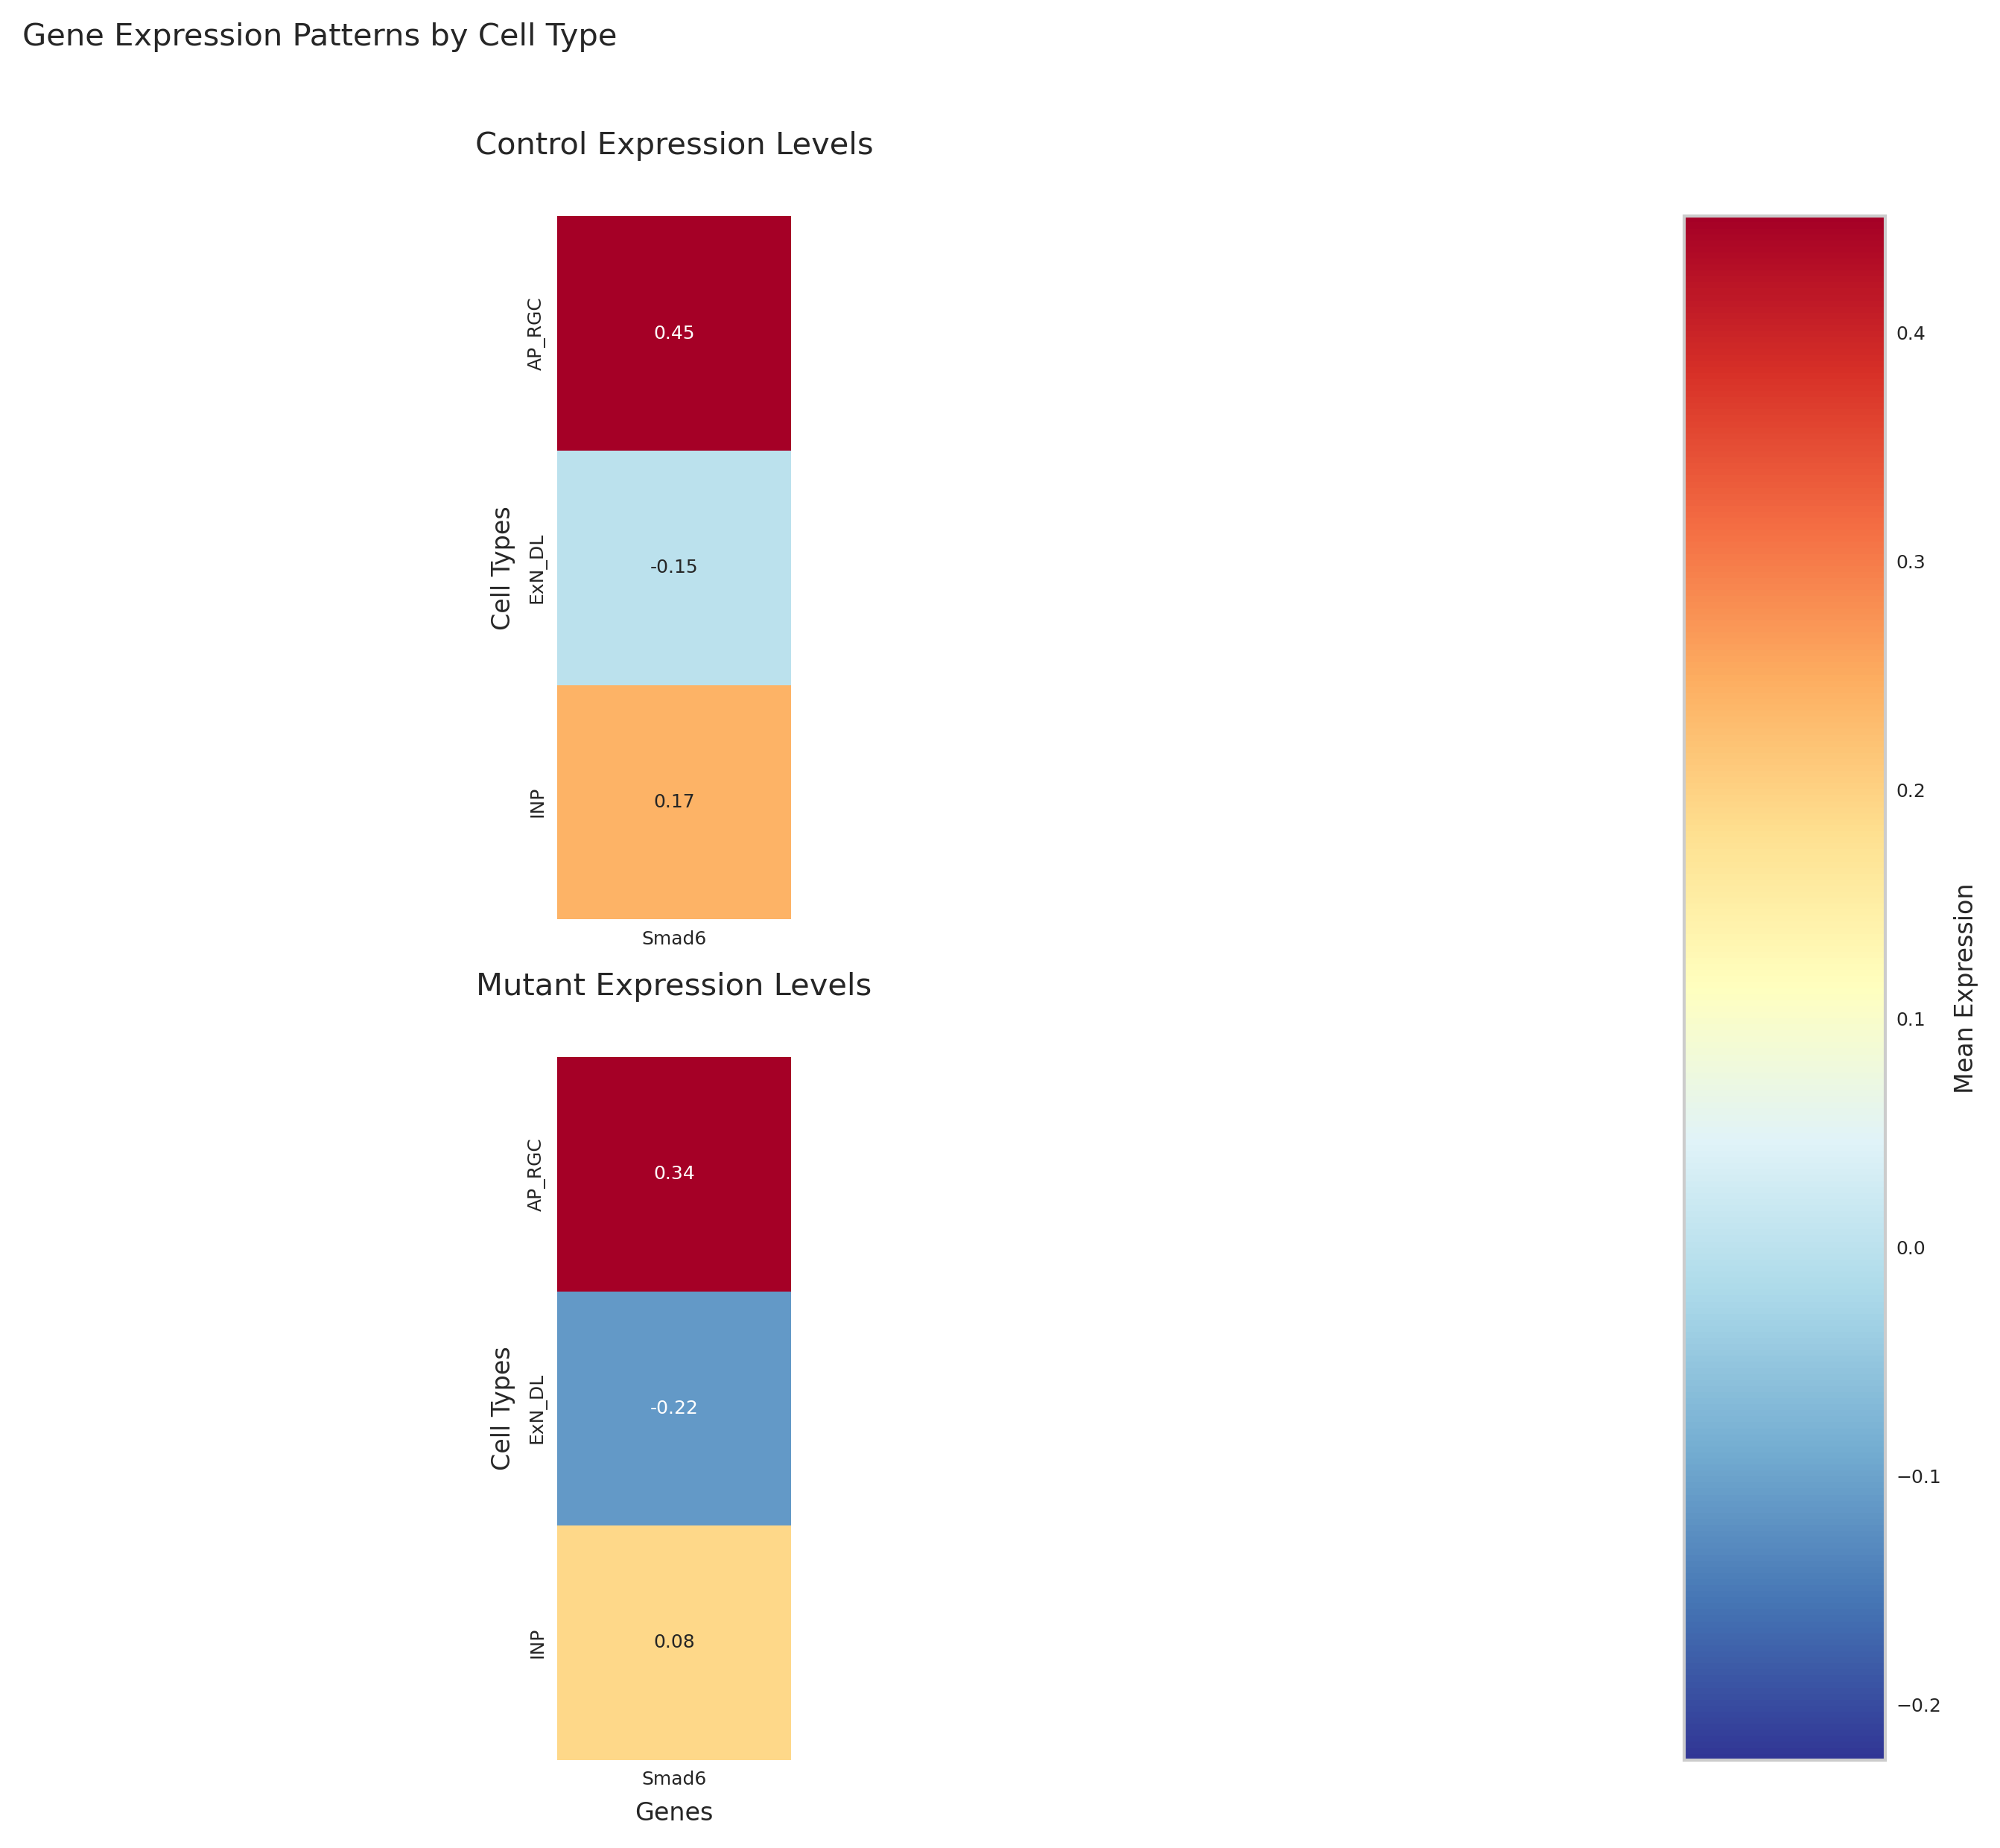 Gene Expression Patterns by Cell Type
Control Expression Levels
Cell Types
AP_RGC
0.45
ExN_DL
-0.15
INP
0.17
Smad6
Mutant Expression Levels
Cell Types
AP_RGC
0.34
ExN_DL
-0.22
INP
0.08
Smad6
Genes
0.4
0.3
0.2
0.1
0.0
−0.1
−0.2
Mean Expression